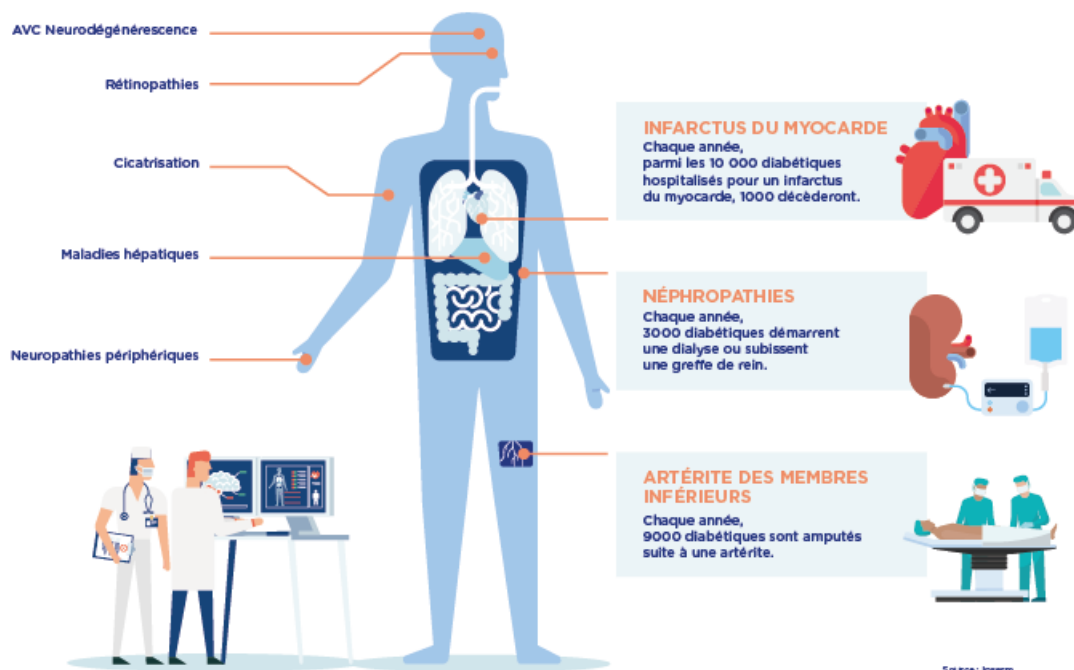 AVC Neurodégénérescence
Rétinopathies
Cicatrisation
Maladies hépatiques
Neuropathies périphériques
INFARCTUS DU MYOCARDE
Chaque année,
parmi les 10 000 diabétiques
hospitalisés pour un infarctus
du myocarde, 1000 décèderont.
NÉPHROPATHIES
Chaque année,
3000 diabétiques démarrent
une dialyse ou subissent
une greffe de rein.
ARTÉRITE DES MEMBRES
INFÉRIEURS
Chaque année,
9000 diabétiques sont amputés
suite à une artérite.
Source : Inserm